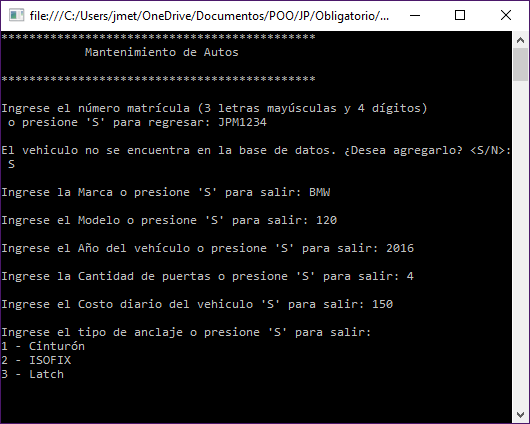 file:///C:/Users/jmet/OneDrive/Documentos/POO/JP/Obligatorio/...
*********************************************
Mantenimiento de Autos
*********************************************
Ingrese el número matrícula (3 letras mayúsculas y 4 dígitos)
o presione 'S' para regresar: JPM1234
El vehiculo no se encuentra en la base de datos. ¿Desea agregarlo? <S/N>:
S
Ingrese la Marca o presione 'S' para salir: BMW
Ingrese el Modelo o presione 'S' para salir: 120
Ingrese el Año del vehículo o presione 'S' para salir: 2016
Ingrese la Cantidad de puertas o presione 'S' para salir: 4
Ingrese el Costo diario del vehiculo 'S' para salir: 150
Ingrese el tipo de anclaje o presione 'S' para salir:
1 - Cinturón
2 - ISOFIX
3 - Latch